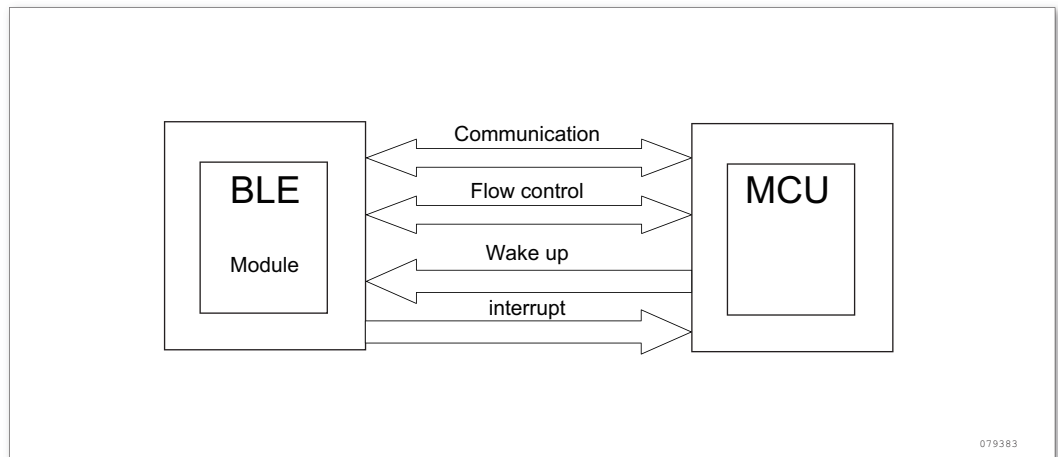 Communication
BLE
Module
MCU
Flow control
Wake up
interrupt
079383